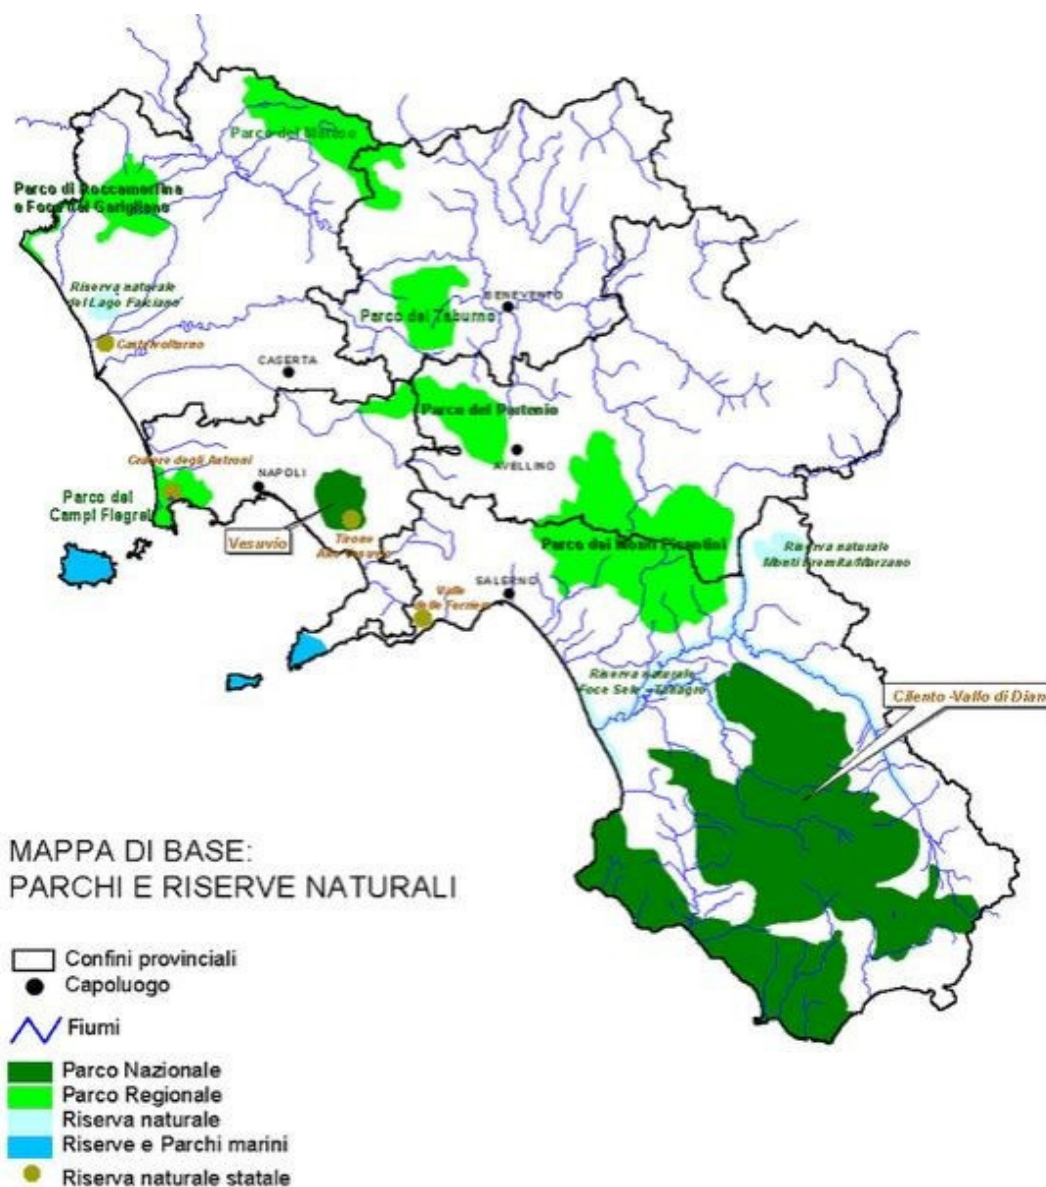 Parco del Matese
Parco di Roccamorfina
e Foce del Garigliano
Riserva naturale
del Lago Falciano
Castelvolturno
BENEVENTO
Parco del Taburno
CASERTA
Parco del Partenio
AVELLINO
Cratere degli Astroni
NAPOLI
Parco dei
Campi Flegrei
Vesuvio
Tirone
Alto Vesuvio
Parco dei Monti Picentini
Riserva naturale
Monti Eremita/Marzano
SALERNO
Valle
delle Ferriere
Riserva naturale
Foce Sele - Tanagro
Cilento -Vallo di Dian
MAPPA DI BASE:
PARCHI E RISERVE NATURALI
Confini provinciali
Capoluogo
Fiumi
Parco Nazionale
Parco Regionale
Riserva naturale
Riserve e Parchi marini
Riserva naturale statale